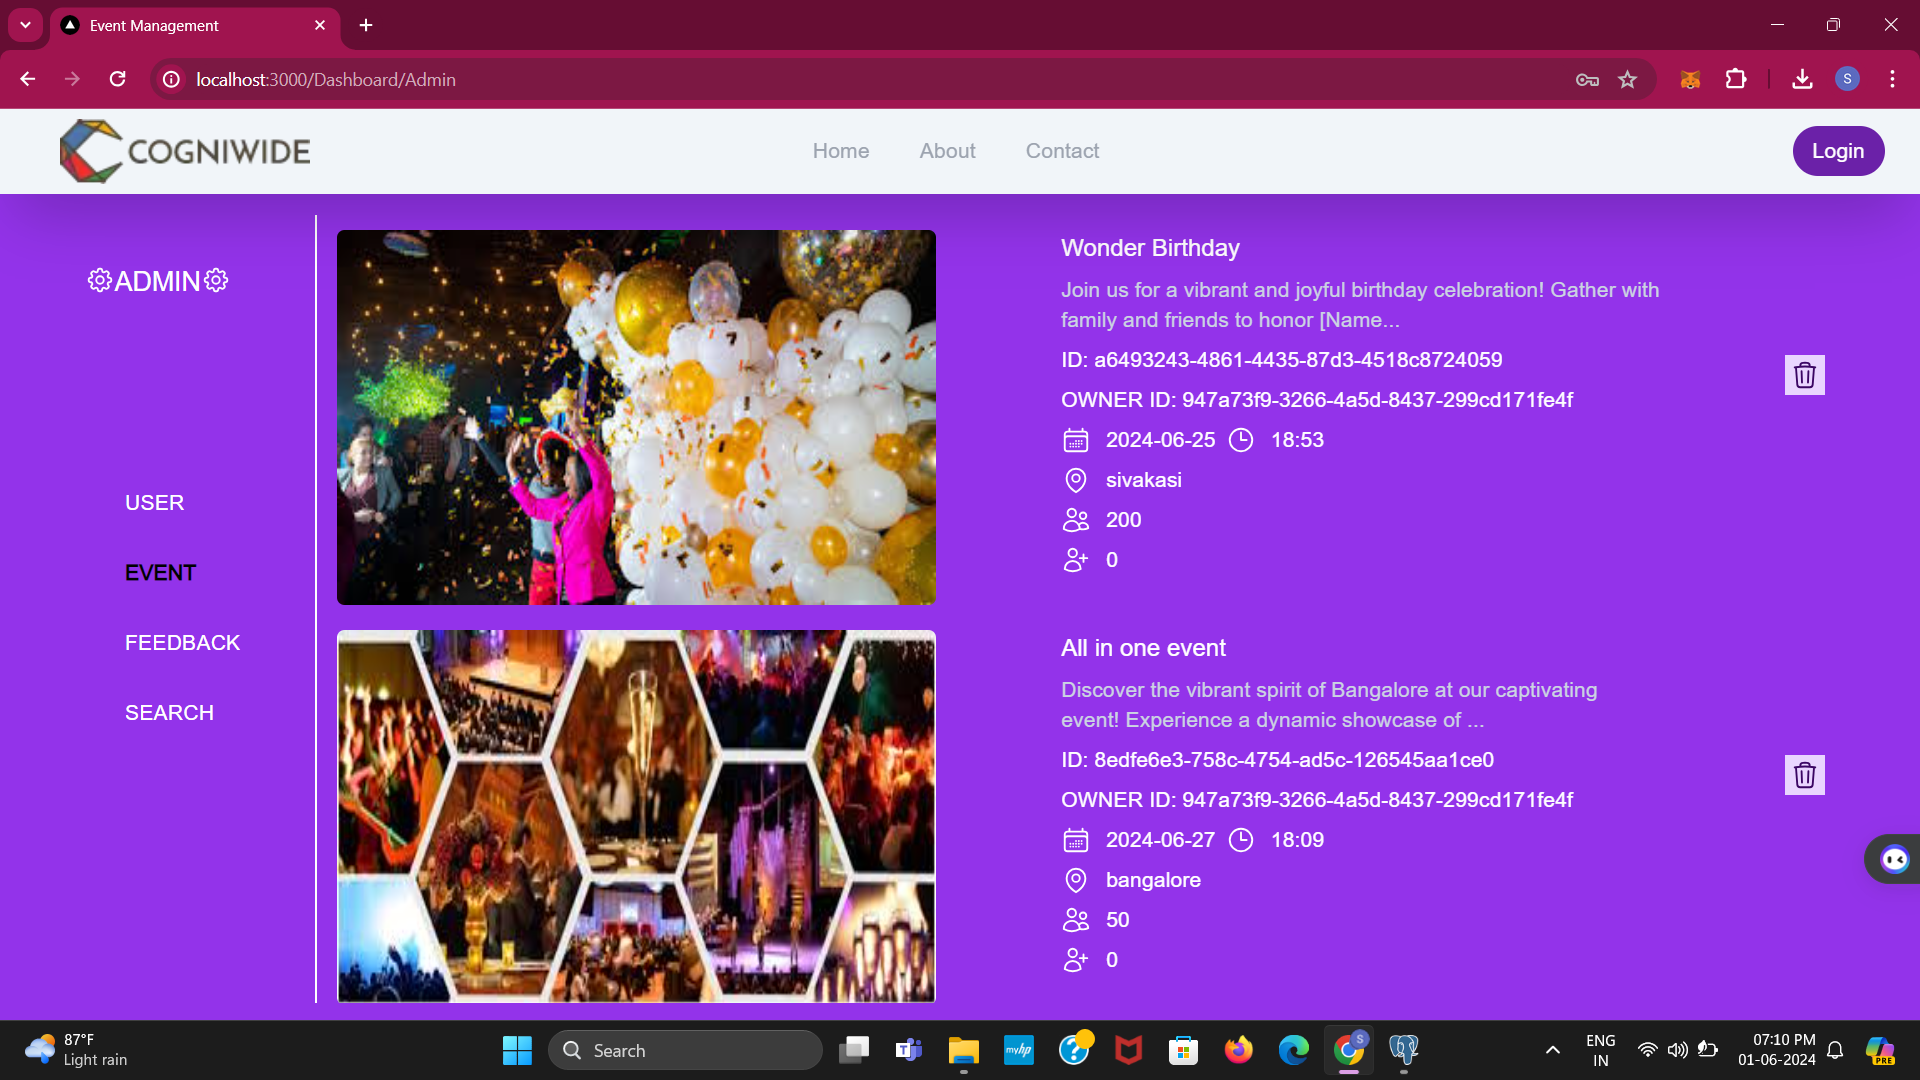 Event Management
localhost:3000/Dashboard/Admin
S
COGNIWIDE
Home
About
Contact
Login
ADMIN
USER
EVENT
FEEDBACK
SEARCH
Wonder Birthday
Join us for a vibrant and joyful birthday celebration! Gather with
family and friends to honor [Name...
ID: a6493243-4861-4435-87d3-4518c8724059
OWNER ID: 947a73f9-3266-4a5d-8437-299cd171fe4f
2024-06-25 18:53
sivakasi
200
0
All in one event
Discover the vibrant spirit of Bangalore at our captivating
event! Experience a dynamic showcase of ...
ID: 8edfe6e3-758c-4754-ad5c-126545aa1ce0
OWNER ID: 947a73f9-3266-4a5d-8437-299cd171fe4f
2024-06-27 18:09
bangalore
50
0
87°F
Light rain
Search
myhp
S
ENG
IN
07:10 PM
01-06-2024
PRE